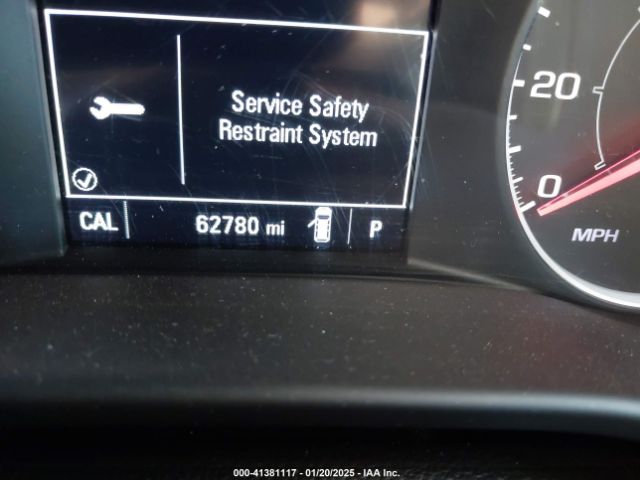 Service Safety
Restraint System
CAL 62780 mi P
20
0
MPH
000-41381117 - 01/20/2025 - IAA Inc.